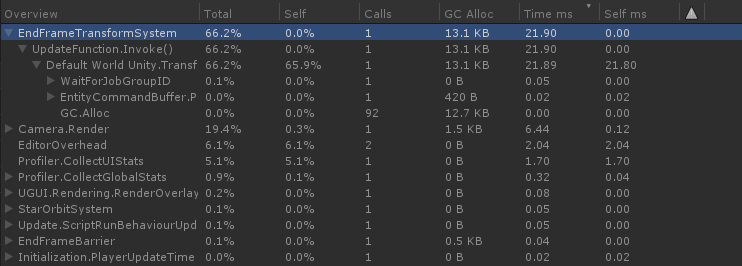 Overview Total Self Calls GC Alloc Time ms Self ms
EndFrameTransformSystem 66.2% 0.0% 1 13.1 KB 21.90 0.00
UpdateFunction.Invoke() 66.2% 0.0% 1 13.1 KB 21.90 0.00
Default World Unity.Transf 66.2% 65.9% 1 13.1 KB 21.89 21.80
WaitForJobGroupID 0.1% 0.0% 1 0 B 0.05 0.00
EntityCommandBuffer.P 0.0% 0.0% 1 420 B 0.02 0.02
GC.Alloc 0.0% 0.0% 92 12.7 KB 0.00 0.00
Camera.Render 19.4% 0.3% 1 1.5 KB 6.44 0.12
EditorOverhead 6.1% 6.1% 2 0 B 2.04 2.04
Profiler.CollectUIStats 5.1% 5.1% 1 0 B 1.70 1.70
Profiler.CollectGlobalStats 0.9% 0.1% 1 0 B 0.32 0.04
UGUI.Rendering.RenderOverlay 0.2% 0.0% 1 0 B 0.08 0.00
StarOrbitSystem 0.1% 0.0% 1 0 B 0.05 0.00
Update.ScriptRunBehaviourUpd 0.1% 0.0% 1 0 B 0.05 0.00
EndFrameBarrier 0.1% 0.0% 1 0.5 KB 0.04 0.00
Initialization.PlayerUpdateTime 0.1% 0.0% 1 0 B 0.02 0.02